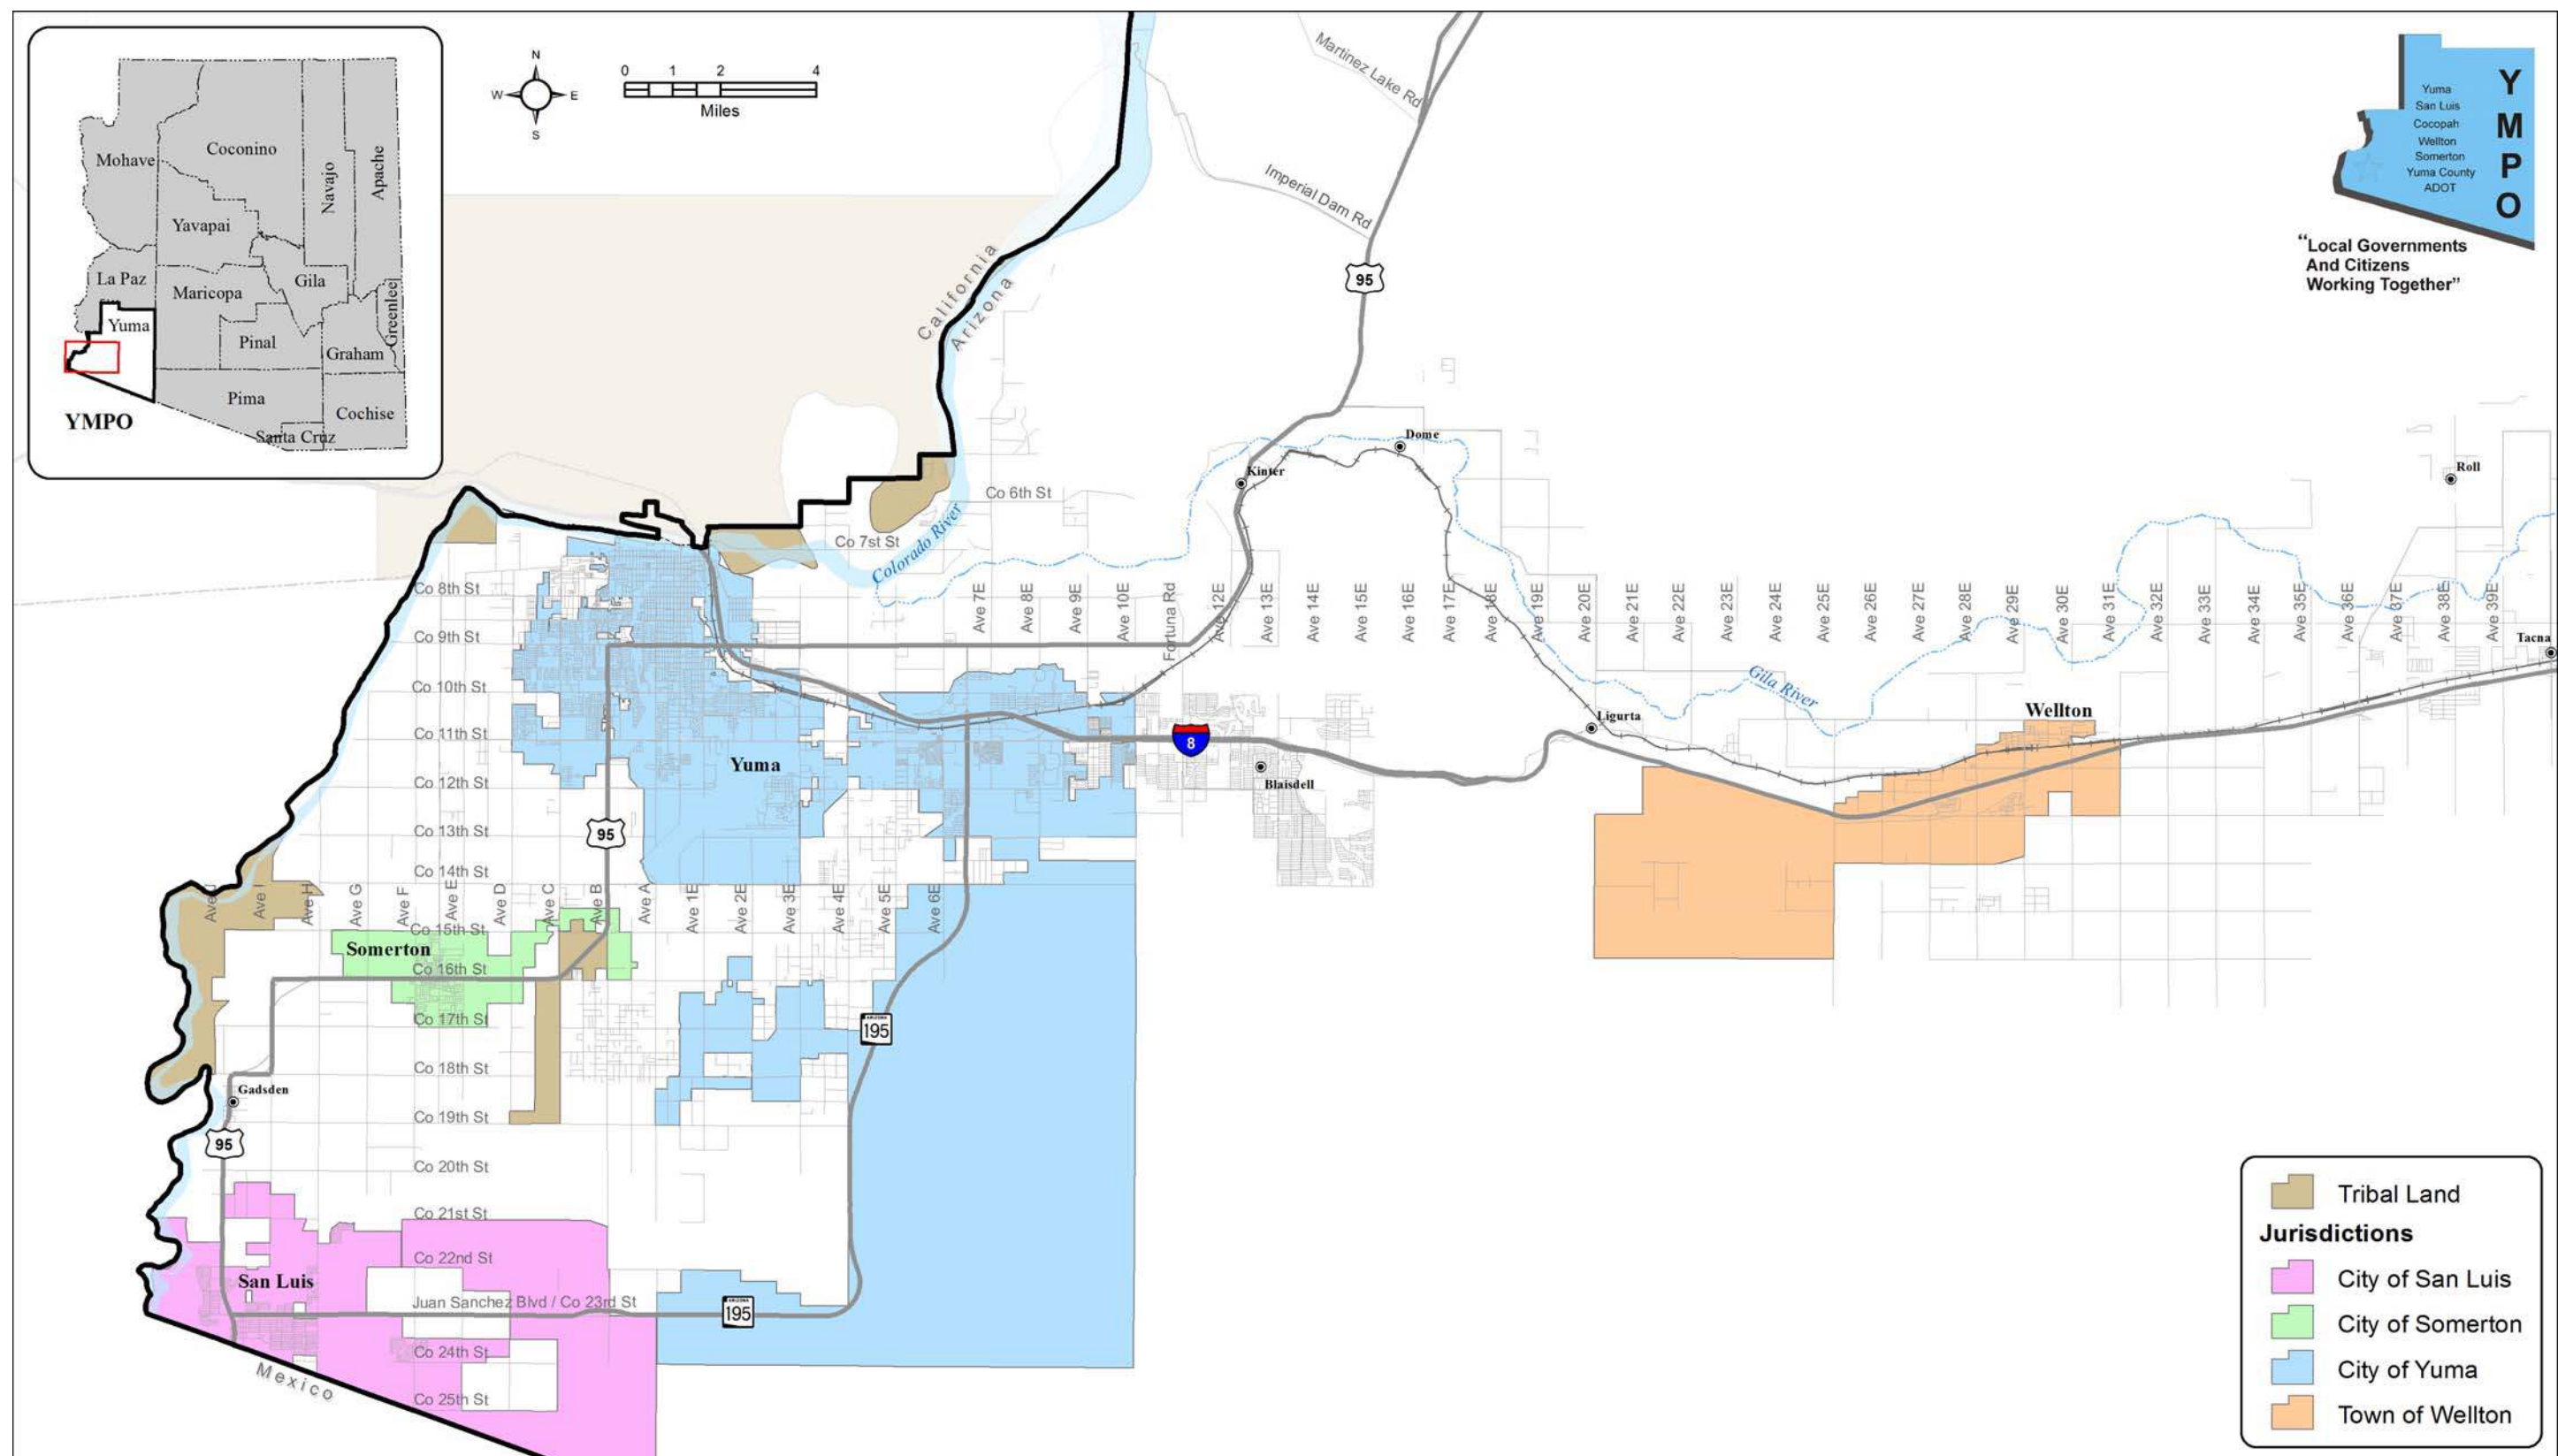 Mohave
Coconino
Navajo
Apache
Yavapai
La Paz
Maricopa
Gila
Greenlee
Yuma
Pinal
Graham
Pima
Cochise
Santa Cruz
YMPO
N
W E
S
0 1 2 4
Miles
Yuma
San Luis
Cocopah
Wellton
Somerton
Yuma County
ADOT
Y
M
P
O
“Local Governments
And Citizens
Working Together”
Martinez Lake Rd
Imperial Dam Rd
95
California
Arizona
Dome
Kinter
Roll
Co 6th St
Co 7st St
Colorado River
Co 8th St
Co 9th St
Co 10th St
Co 11th St
Co 12th St
Co 13th St
Co 14th St
Ave 7E
Ave 8E
Ave 9E
Ave 10E
Fortuna Rd
Ave 12E
Ave 13E
Ave 14E
Ave 15E
Ave 16E
Ave 17E
Ave 18E
Ave 19E
Ave 20E
Ave 21E
Ave 22E
Ave 23E
Ave 24E
Ave 25E
Ave 26E
Ave 27E
Ave 28E
Ave 29E
Ave 30E
Ave 31E
Ave 32E
Ave 33E
Ave 34E
Ave 35E
Ave 36E
Ave 37E
Ave 38E
Ave 39E
Tacna
Gila River
Wellton
Ligurta
8
Blaisdell
Yuma
95
Ave J
Ave I
Ave H
Ave G
Ave F
Ave E
Ave D
Ave C
Ave B
Ave A
Ave 1E
Ave 2E
Ave 3E
Ave 4E
Ave 5E
Ave 6E
Co 15th St
Somerton
Co 16th St
Co 17th St
ARIZONA
195
Co 18th St
Gadsden
Co 19th St
95
Co 20th St
Co 21st St
Co 22nd St
San Luis
Juan Sanchez Blvd / Co 23rd St
ARIZONA
195
Co 24th St
Mexico
Co 25th St
Tribal Land
Jurisdictions
City of San Luis
City of Somerton
City of Yuma
Town of Wellton